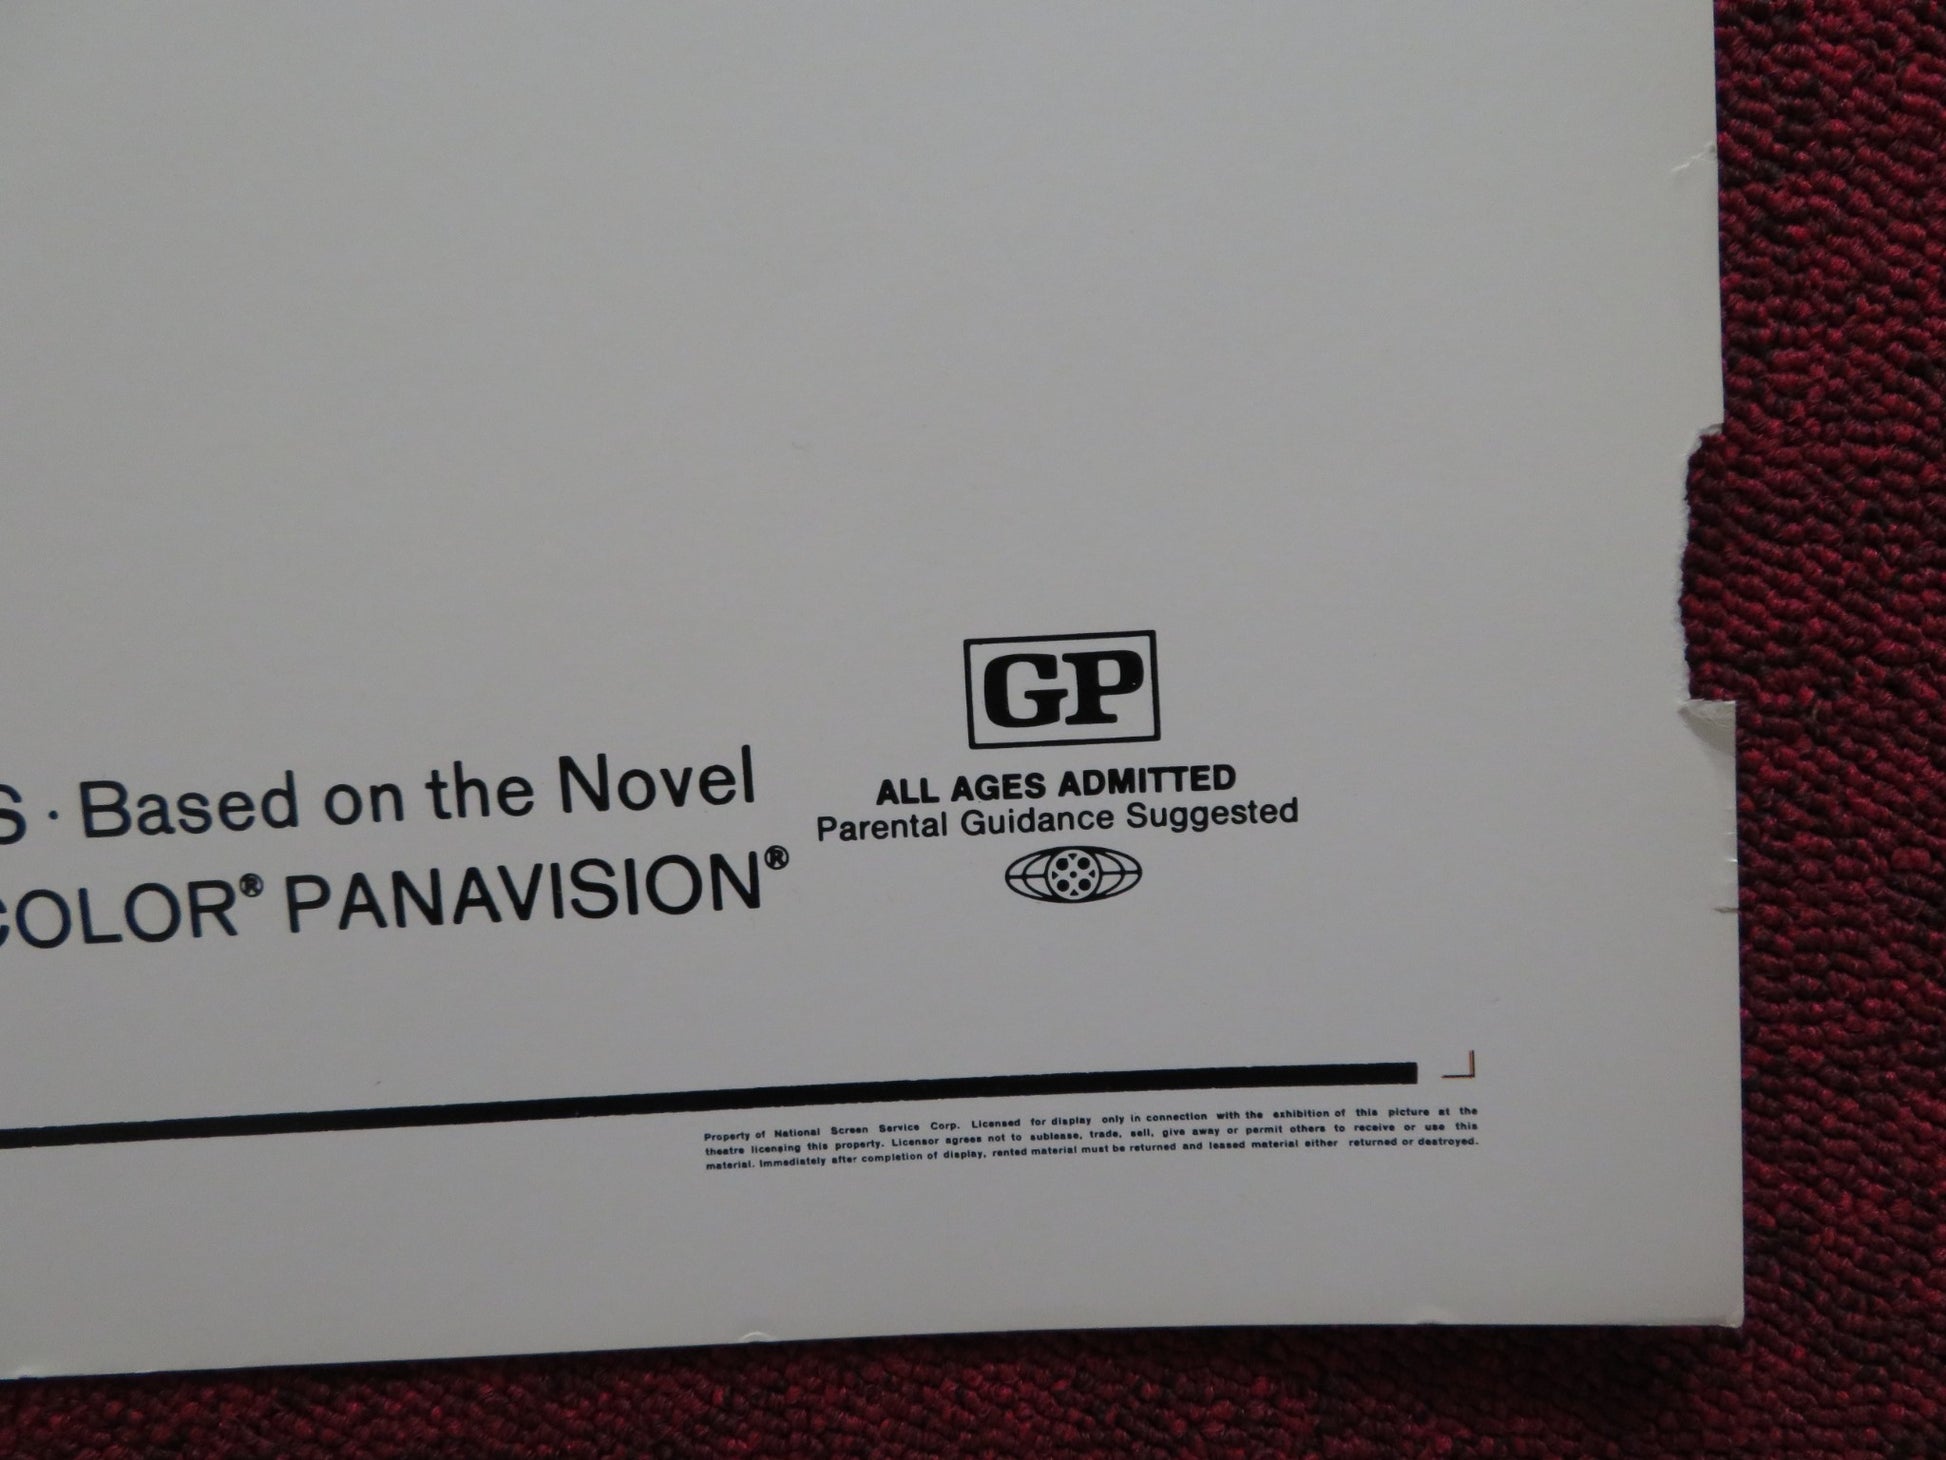 GP
ALL AGES ADMITTED
Parental Guidance Suggested
S · Based on the Novel
COLOR® PANAVISION®
Property of National Screen Service Corp. Licensed for display only in connection with the exhibition of this picture at the
theatre licensing this property. Licensor agrees not to sublease, trade, sell, give away or permit others to receive or use this
material. Immediately after completion of display, rented material must be returned and leased material either returned or destroyed.